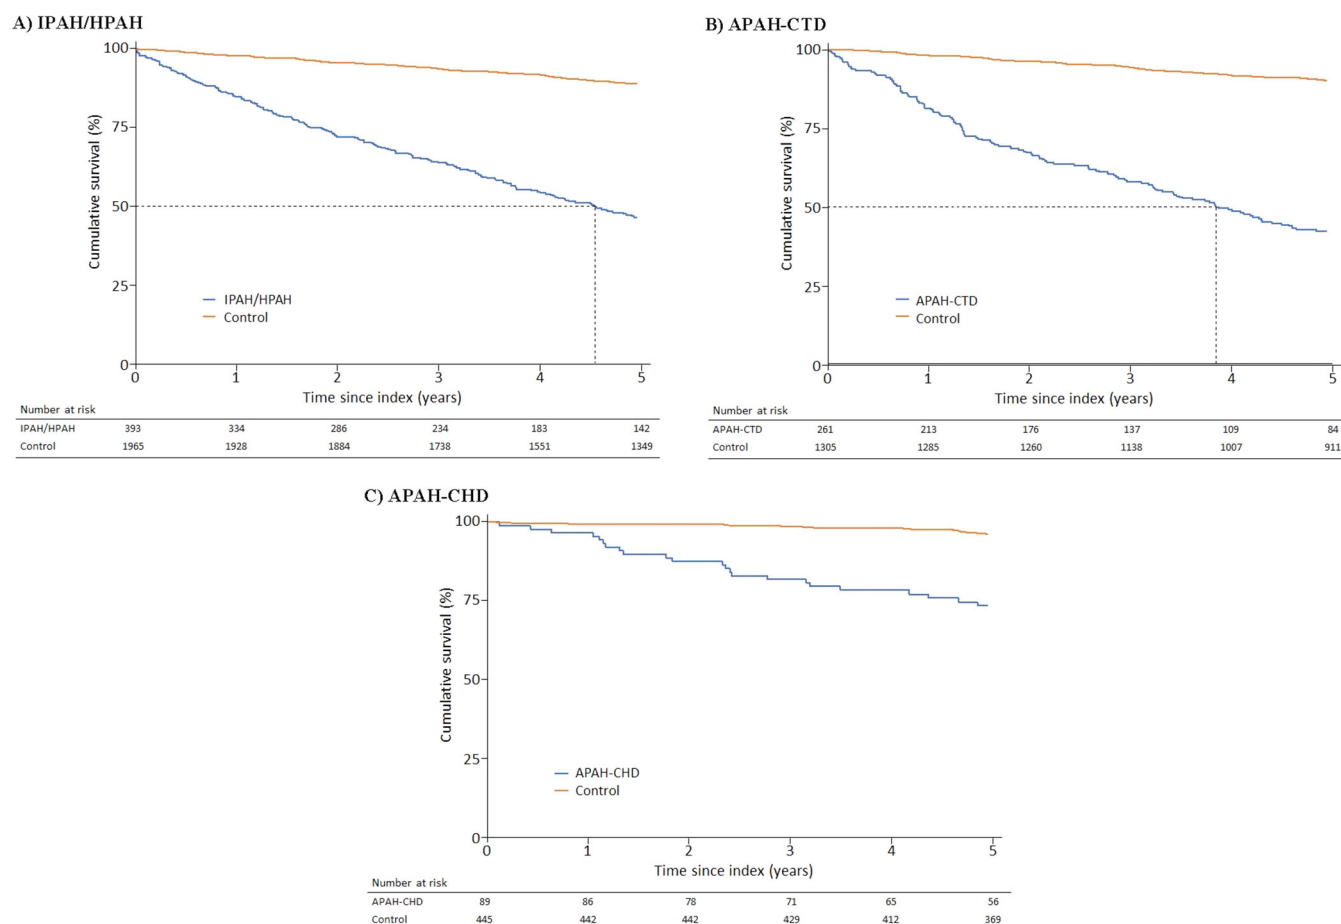 A) IPAH/HPAH
100
75
50
25
0
Cumulative survival (%)
IPAH/HPAH
Control
0 1 2 3 4 5
Time since index (years)
Number at risk
IPAH/HPAH 393 334 286 234 183 142
Control 1965 1928 1884 1738 1551 1349
B) APAH-CTD
100
75
50
25
0
Cumulative survival (%)
APAH-CTD
Control
0 1 2 3 4 5
Time since index (years)
Number at risk
APAH-CTD 261 213 176 137 109 84
Control 1305 1285 1260 1138 1007 911
C) APAH-CHD
100
75
50
25
0
Cumulative survival (%)
APAH-CHD
Control
0 1 2 3 4 5
Time since index (years)
Number at risk
APAH-CHD 89 86 78 71 65 56
Control 445 442 442 429 412 369